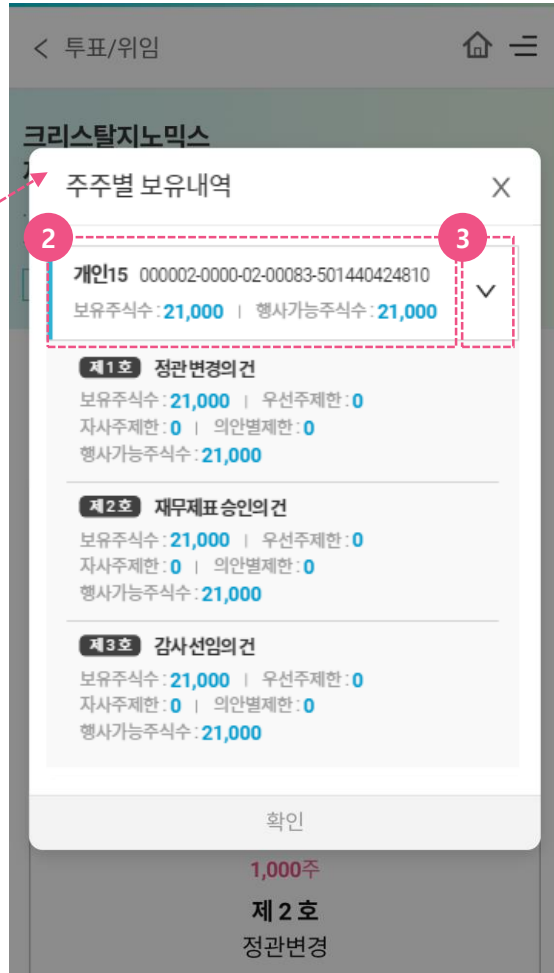 투표/위임
크리스탈지노믹스
주주별 보유내역
2
3
개인15 000002-0000-02-00083-501440424810
보유주식수 : 21,000 | 행사가능주식수 : 21,000
제1호 정관변경의건
보유주식수 : 21,000 | 우선주제한 : 0
자사주제한 : 0 | 의안별제한 : 0
행사가능주식수 : 21,000
제2호 재무제표승인의건
보유주식수 : 21,000 | 우선주제한 : 0
자사주제한 : 0 | 의안별제한 : 0
행사가능주식수 : 21,000
제3호 감사선임의건
보유주식수 : 21,000 | 우선주제한 : 0
자사주제한 : 0 | 의안별제한 : 0
행사가능주식수 : 21,000
확인
1,000주
제 2 호
정관변경